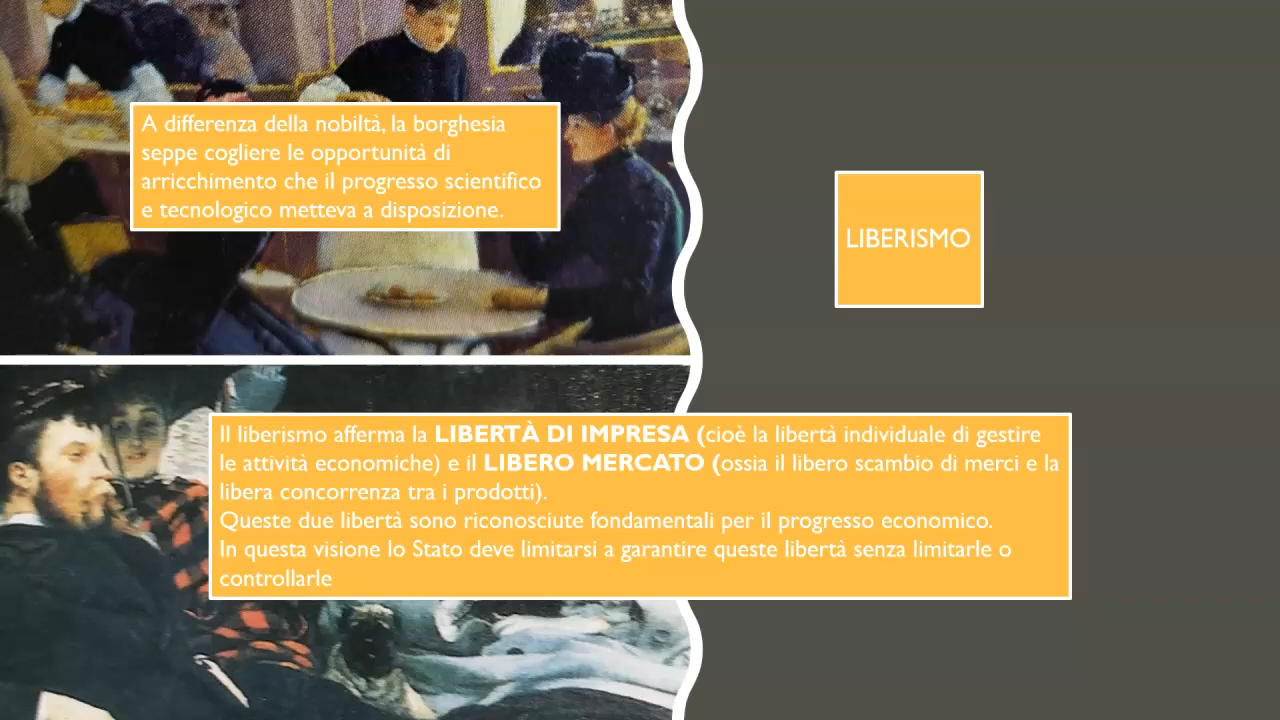 A differenza della nobiltà, la borghesia
seppe cogliere le opportunità di
arricchimento che il progresso scientifico
e tecnologico metteva a disposizione.
LIBERISMO
Il liberismo afferma la LIBERTÀ DI IMPRESA (cioè la libertà individuale di gestire
le attività economiche) e il LIBERO MERCATO (ossia il libero scambio di merci e la
libera concorrenza tra i prodotti).
Queste due libertà sono riconosciute fondamentali per il progresso economico.
In questa visione lo Stato deve limitarsi a garantire queste libertà senza limitarle o
controllarle